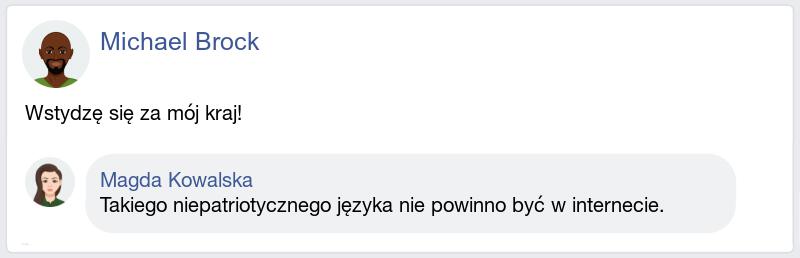 Michael Brock
Wstydzę się za mój kraj!
Magda Kowalska
Takiego niepatriotycznego języka nie powinno być w internecie.